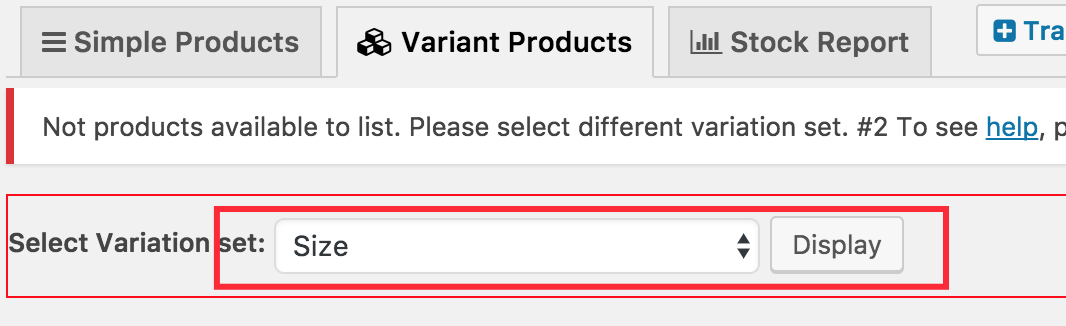 Simple Products Variant Products Stock Report
Not products available to list. Please select different variation set. #2 To see help,
Select Variation set: Size Display